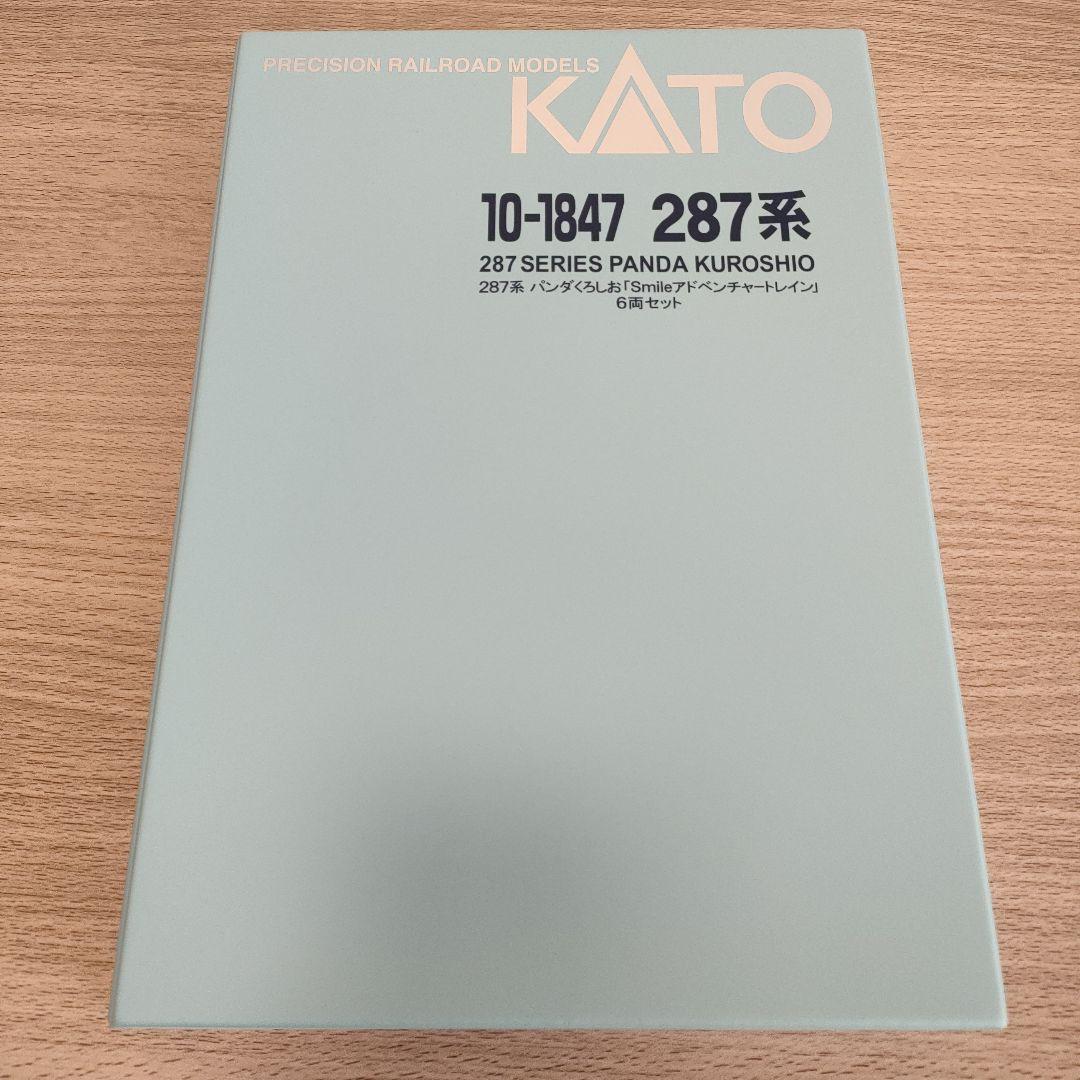 PRECISION RAILROAD MODELS
KATO
10-1847 287系
287 SERIES PANDA KUROSHIO
287系 パンダくろしお「Smileアドベンチャートレイン」
6両セット